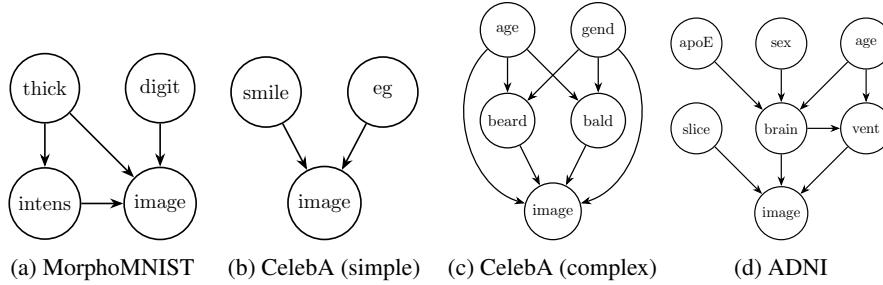 thick
digit
intens
image
(a) MorphoMNIST
smile
eg
image
(b) CelebA (simple)
age
gend
beard
bald
image
(c) CelebA (complex)
apoE
sex
age
slice
brain
vent
image
(d) ADNI